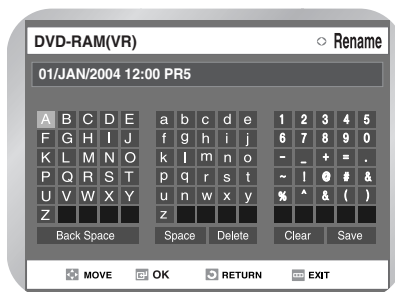 DVD-RAM(VR) Rename
01/JAN/2004 12:00 PR5
A B C D E a b c d e 1 2 3 4 5
F G H I J f g h i j 6 7 8 9 0
K L M N O k l m n o - _ + = .
P Q R S T p q r s t ~ ! @ # &
U V W X Y u v w x y % ^ & ( )
Z z
Back Space Space Delete Clear Save
MOVE OK RETURN EXIT